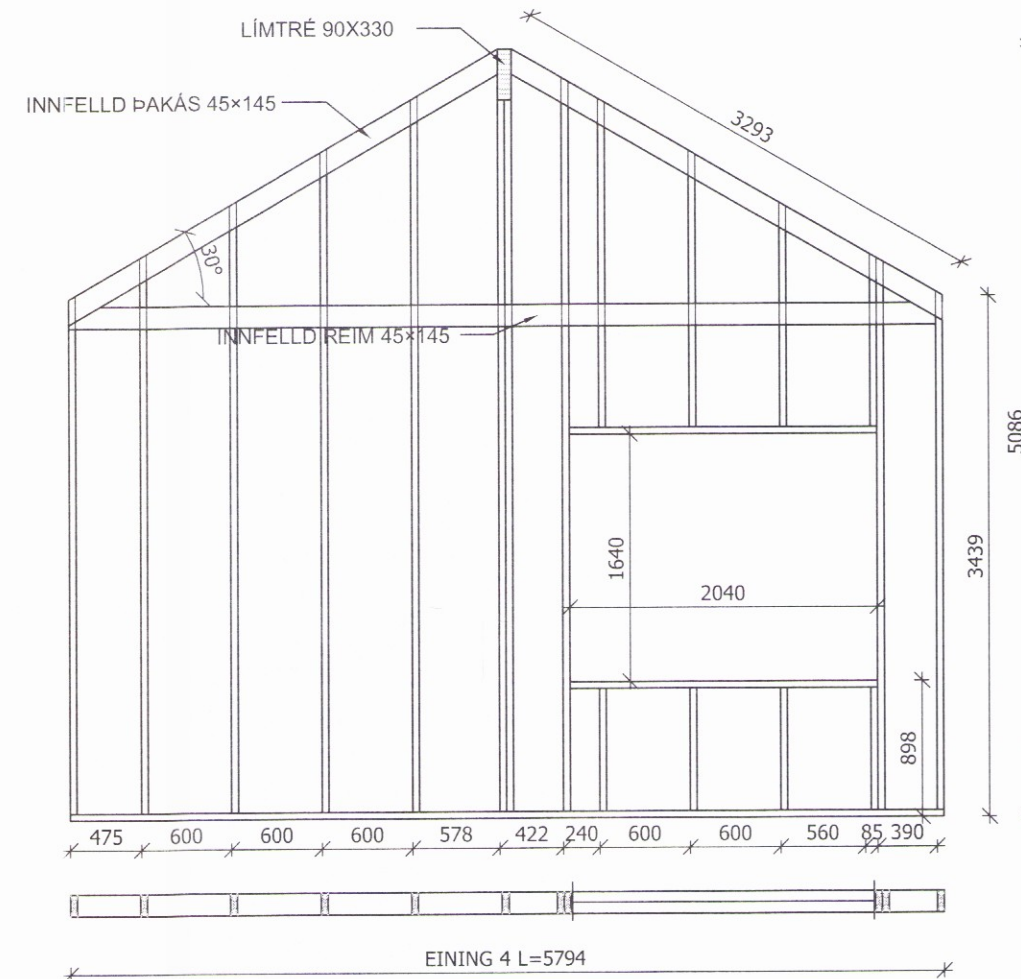 LÍMTRÉ 90X330
INNFELLD ÞAKÁS 45×145
3293
30°
INNFELLD REIM 45×145
5086
3439
1640
2040
898
475 600 600 600 578 422 240 600 600 560 85 390
EINING 4 L=5794